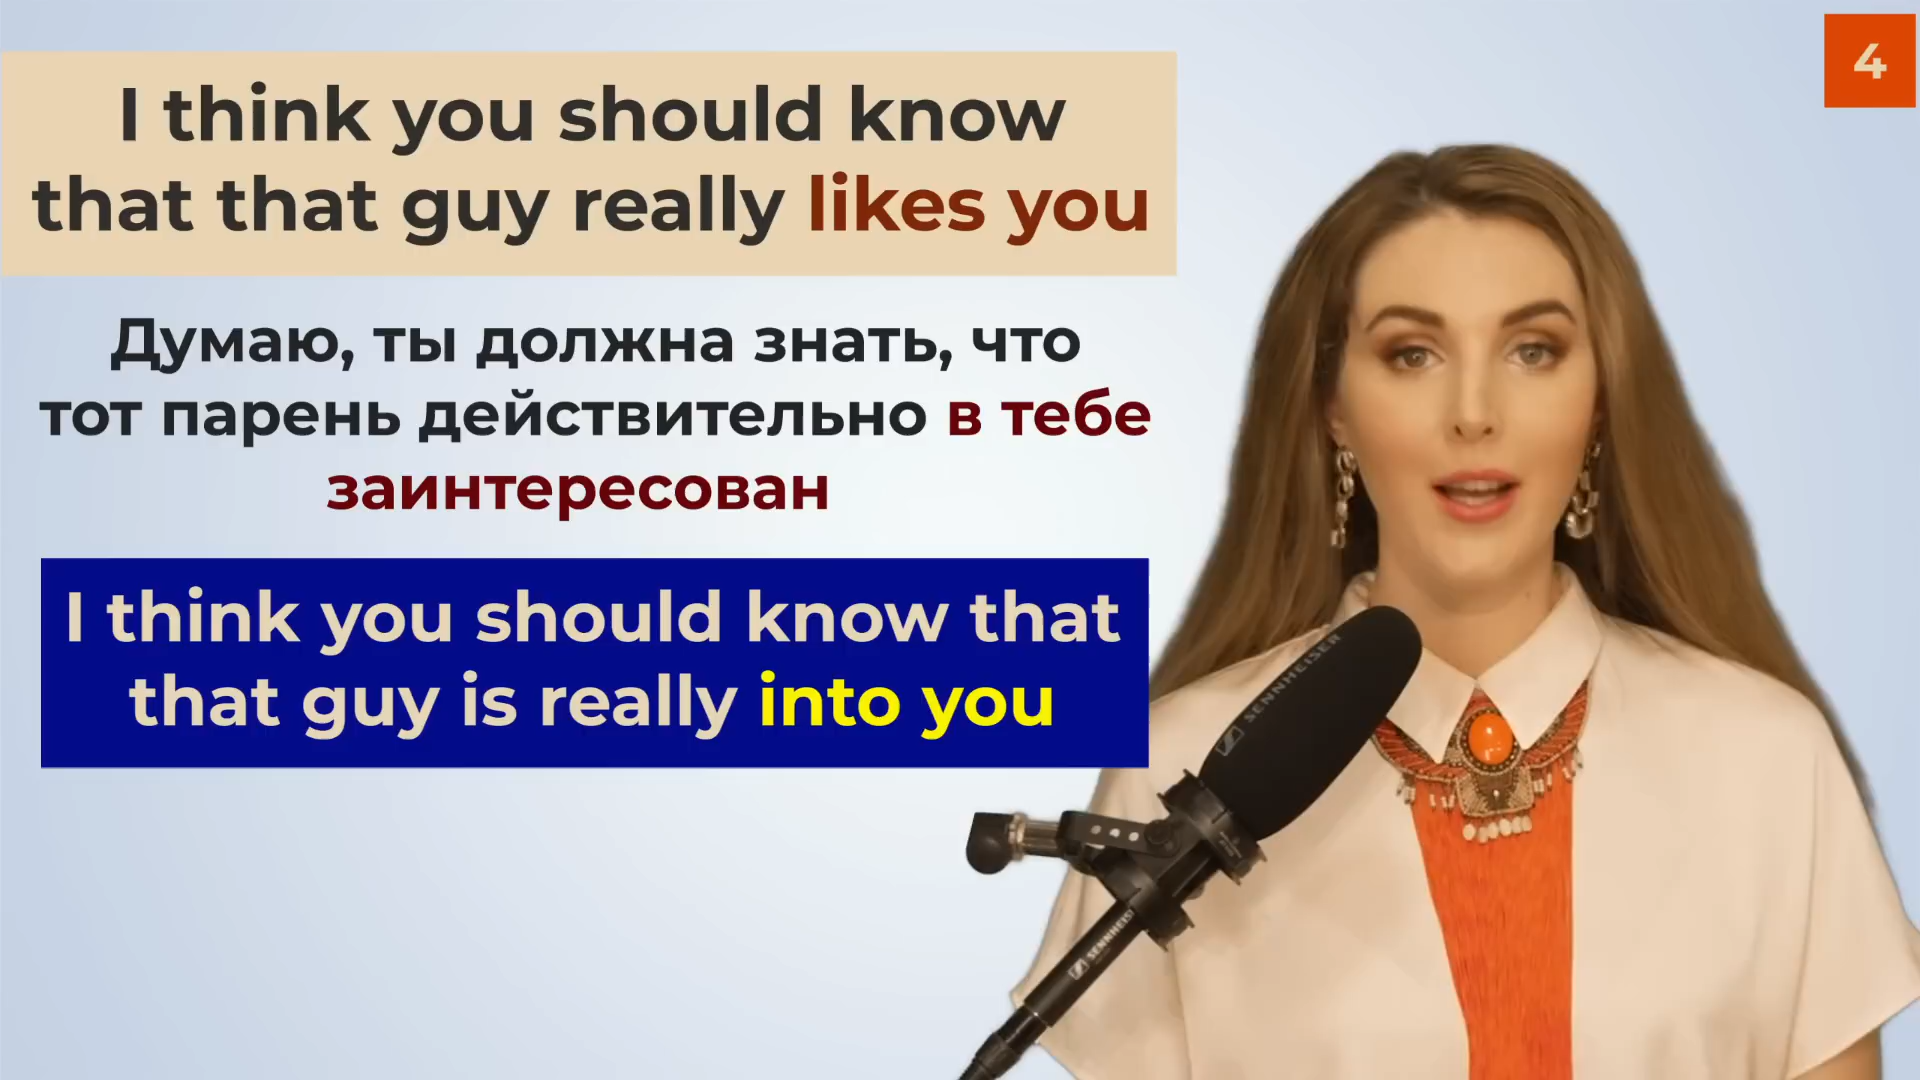 4
I think you should know
that that guy really likes you
Думаю, ты должна знать, что
тот парень действительно в тебе
заинтересован
I think you should know that
that guy is really into you
SENNHEISER
SENNHEIS